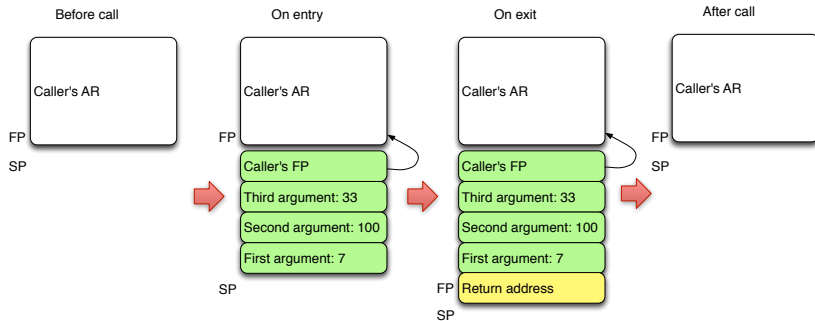 Before call
On entry
On exit
After call
Caller's AR
Caller's AR
Caller's AR
Caller's AR
FP
FP
FP
SP
Caller's FP
Caller's FP
SP
Third argument: 33
Third argument: 33
Second argument: 100
Second argument: 100
First argument: 7
First argument: 7
SP
FP
Return address
SP